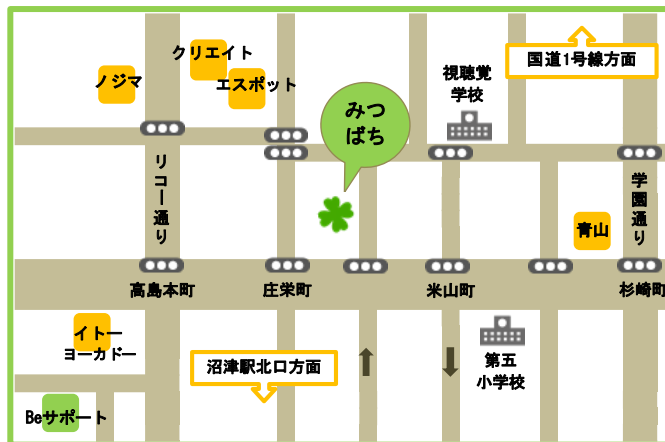 クリエイト
ノジマ
エスポット
みつ
ばち
視聴覚
学校
国道1号線方面
リコー通り
学園通り
青山
高島本町
庄栄町
米山町
杉崎町
イトー
ヨーカドー
沼津駅北口方面
第五
小学校
Beサポート